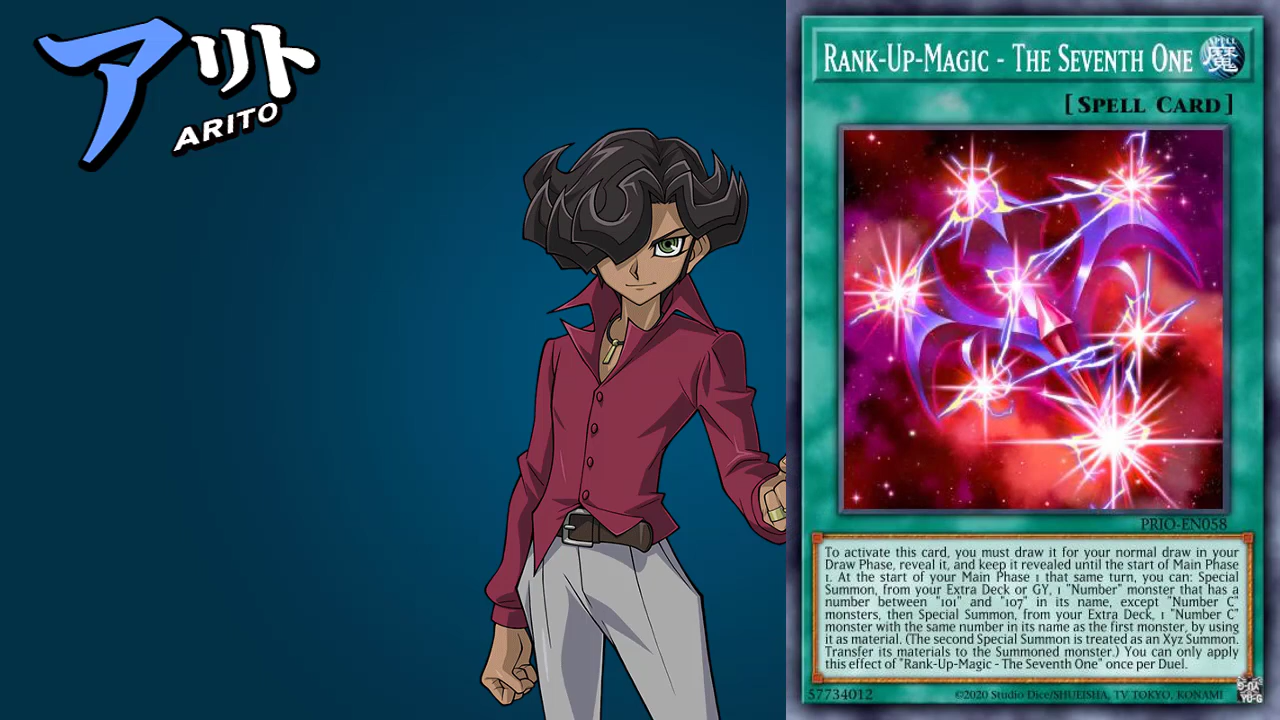 アリト
ARITO
RANK-UP-MAGIC - THE SEVENTH ONE 魔
[ SPELL CARD ]
PRIO-EN058
To activate this card, you must draw it for your normal draw in your
Draw Phase, reveal it, and keep it revealed until the start of Main Phase
1. At the start of your Main Phase 1 that same turn, you can: Special
Summon, from your Extra Deck or GY, 1 "Number" monster that has a
number between "101" and "107" in its name, except "Number C"
monsters, then Special Summon, from your Extra Deck, 1 "Number C"
monster with the same number in its name as the first monster, by using
it as material. (The second Special Summon is treated as an Xyz Summon.
Transfer its materials to the Summoned monster.) You can only apply
this effect of "Rank-Up-Magic - The Seventh One" once per Duel.
57734012 ©2020 Studio Dice/SHUEISHA, TV TOKYO, KONAMI